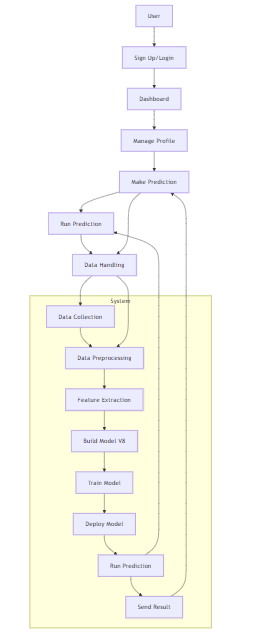 User
Sign Up/Login
Dashboard
Manage Profile
Make Prediction
Run Prediction
Data Handling
System
Data Collection
Data Preprocessing
Feature Extraction
Build Model V8
Train Model
Deploy Model
Run Prediction
Send Result